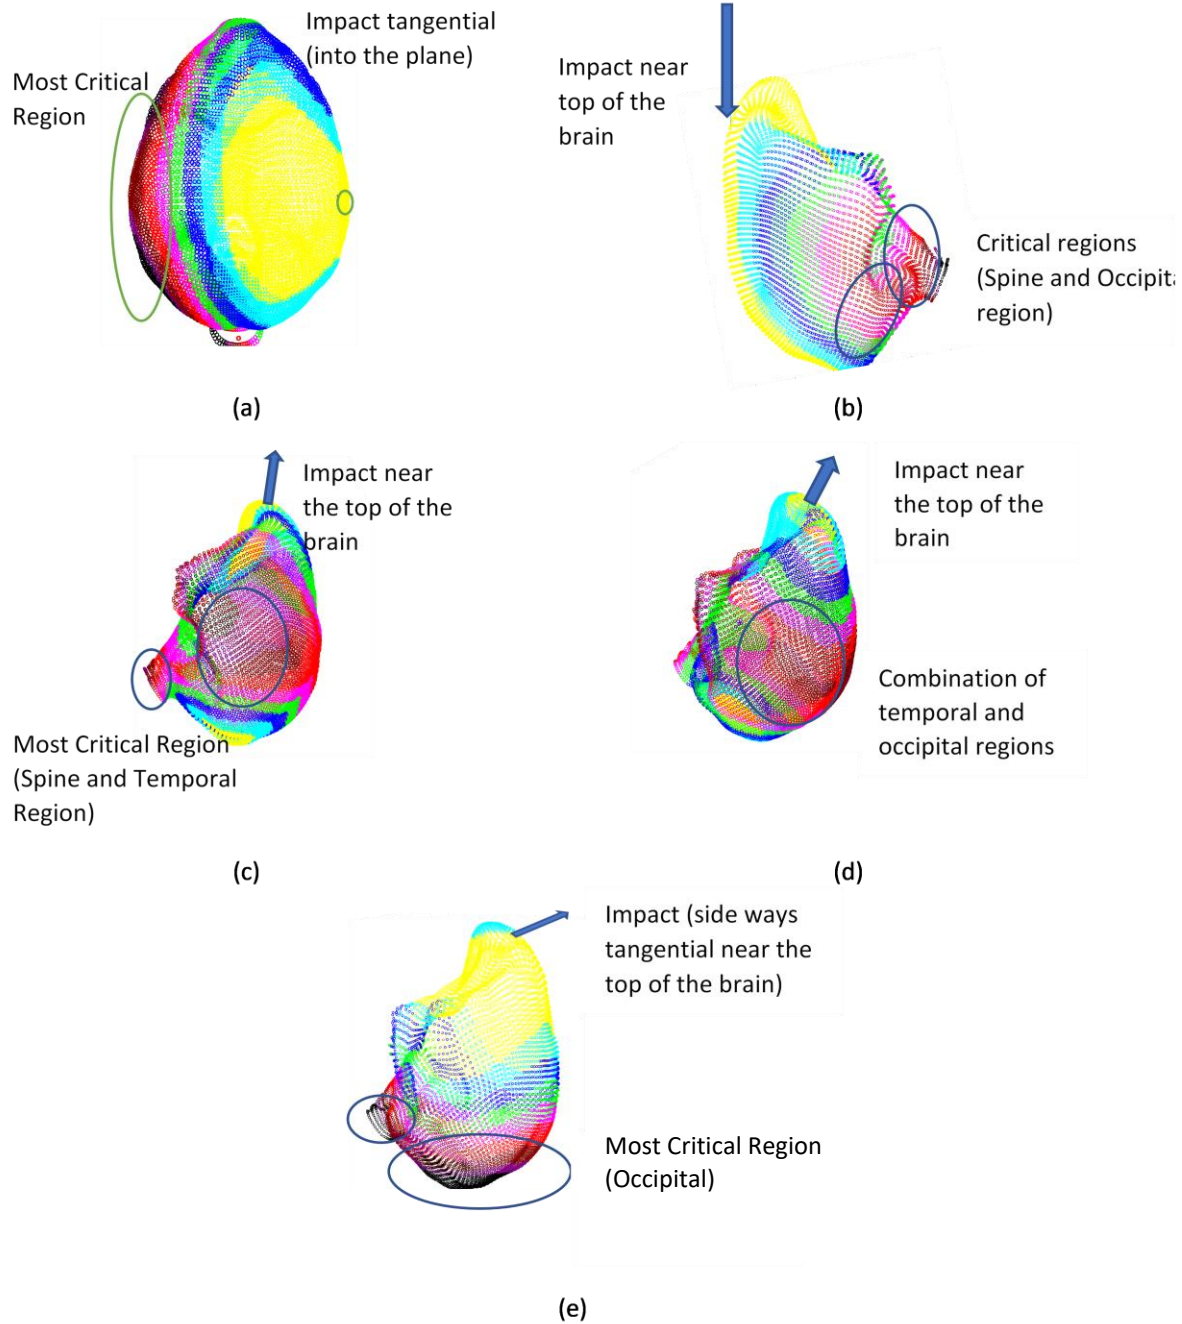 Impact tangential
(into the plane)
Most Critical
Region
(a)
Impact near
top of the
brain
Critical regions
(Spine and Occipita
region)
(b)
Impact near
the top of the
brain
Most Critical Region
(Spine and Temporal
Region)
(c)
Impact near
the top of the
brain
Combination of
temporal and
occipital regions
(d)
Impact (side ways
tangential near the
top of the brain)
Most Critical Region
(Occipital)
(e)